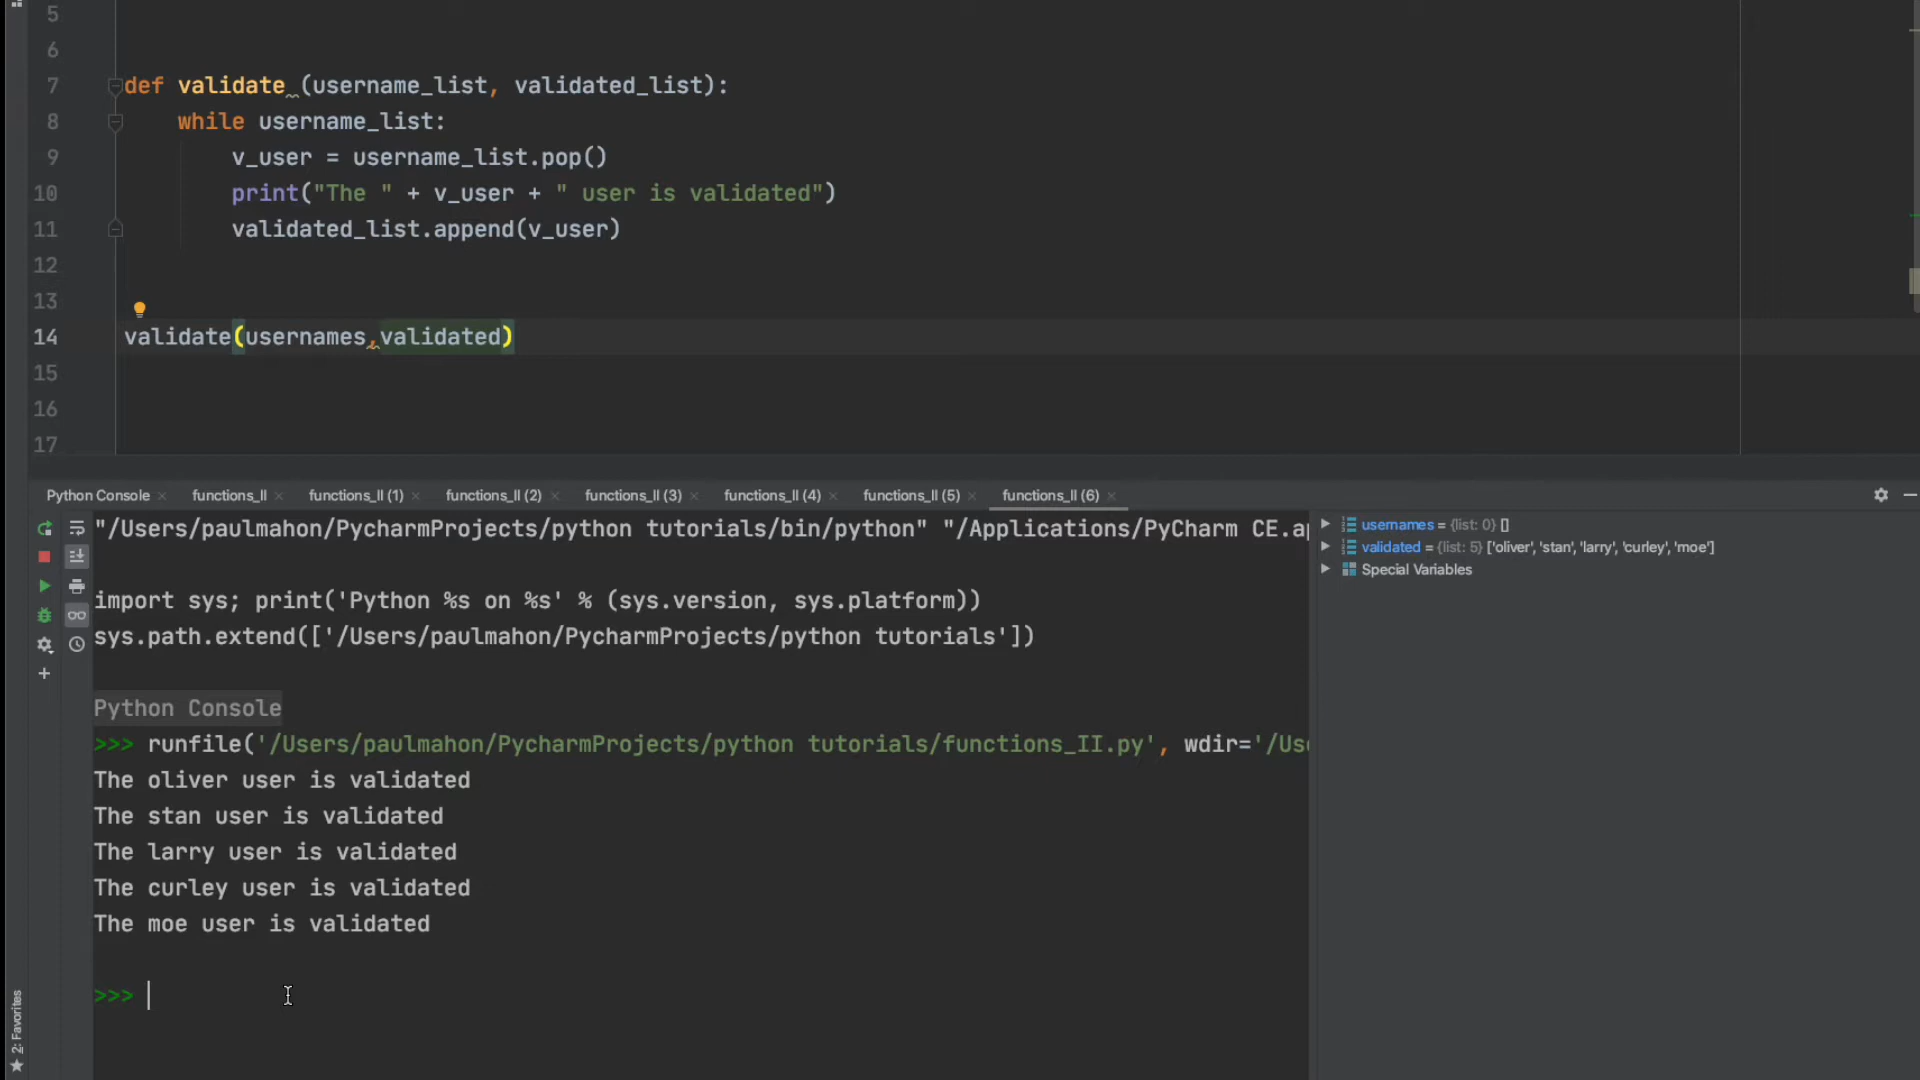 5
6
7 def validate (username_list, validated_list):
8 while username_list:
9 v_user = username_list.pop()
10 print("The " + v_user + " user is validated")
11 validated_list.append(v_user)
12
13
14 validate(usernames,validated)
15
16
17
Python Console functions_II functions_II (1) functions_II (2) functions_II (3) functions_II (4) functions_II (5) functions_II (6)
"/Users/paulmahon/PycharmProjects/python tutorials/bin/python" "/Applications/PyCharm CE.ap
import sys; print('Python %s on %s' % (sys.version, sys.platform))
sys.path.extend(['/Users/paulmahon/PycharmProjects/python tutorials'])
Python Console
>>> runfile('/Users/paulmahon/PycharmProjects/python tutorials/functions_II.py', wdir='/Use
The oliver user is validated
The stan user is validated
The larry user is validated
The curley user is validated
The moe user is validated
>>>
usernames = {list: 0} []
validated = {list: 5} ['oliver', 'stan', 'larry', 'curley', 'moe']
Special Variables
2: Favorites